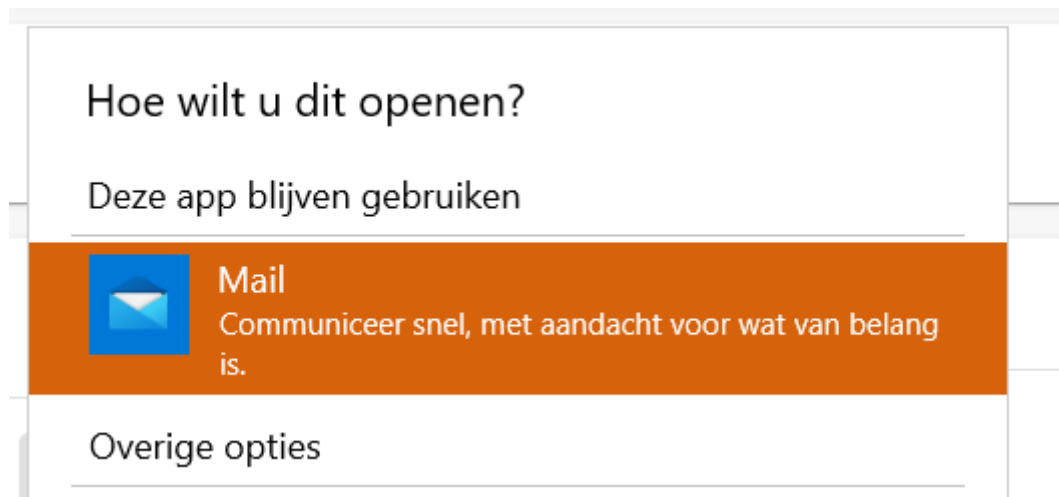 Hoe wilt u dit openen?
Deze app blijven gebruiken
Mail
Communiceer snel, met aandacht voor wat van belang
is.
Overige opties